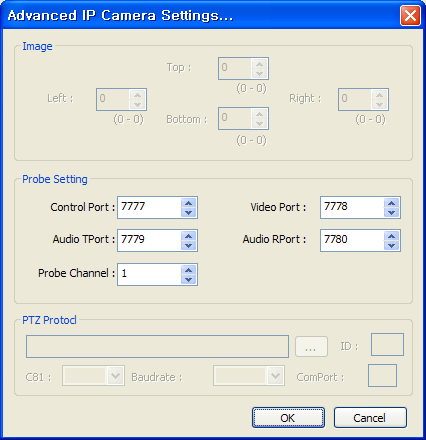 Advanced IP Camera Settings...
Image
Top : 0
(0 - 0)
Left : 0 Right : 0
(0 - 0) (0 - 0)
Bottom : 0
(0 - 0)
Probe Setting
Control Port : 7777 Video Port : 7778
Audio TPort : 7779 Audio RPort : 7780
Probe Channel : 1
PTZ Protocl
... ID :
C81 : Baudrate : ComPort :
OK Cancel